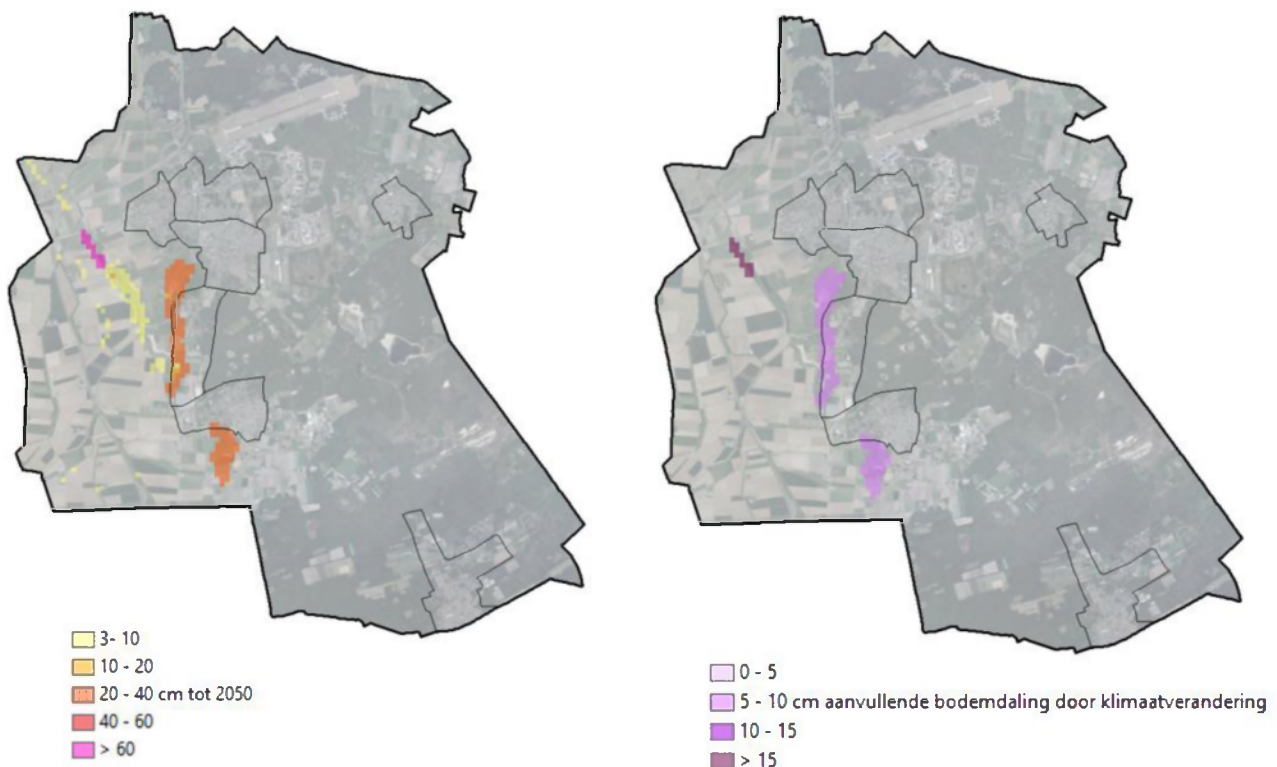 3- 10
10 - 20
20 - 40 cm tot 2050
40 - 60
> 60
0 - 5
5 - 10 cm aanvullende bodemdaling door klimaatverandering
10 - 15
> 15